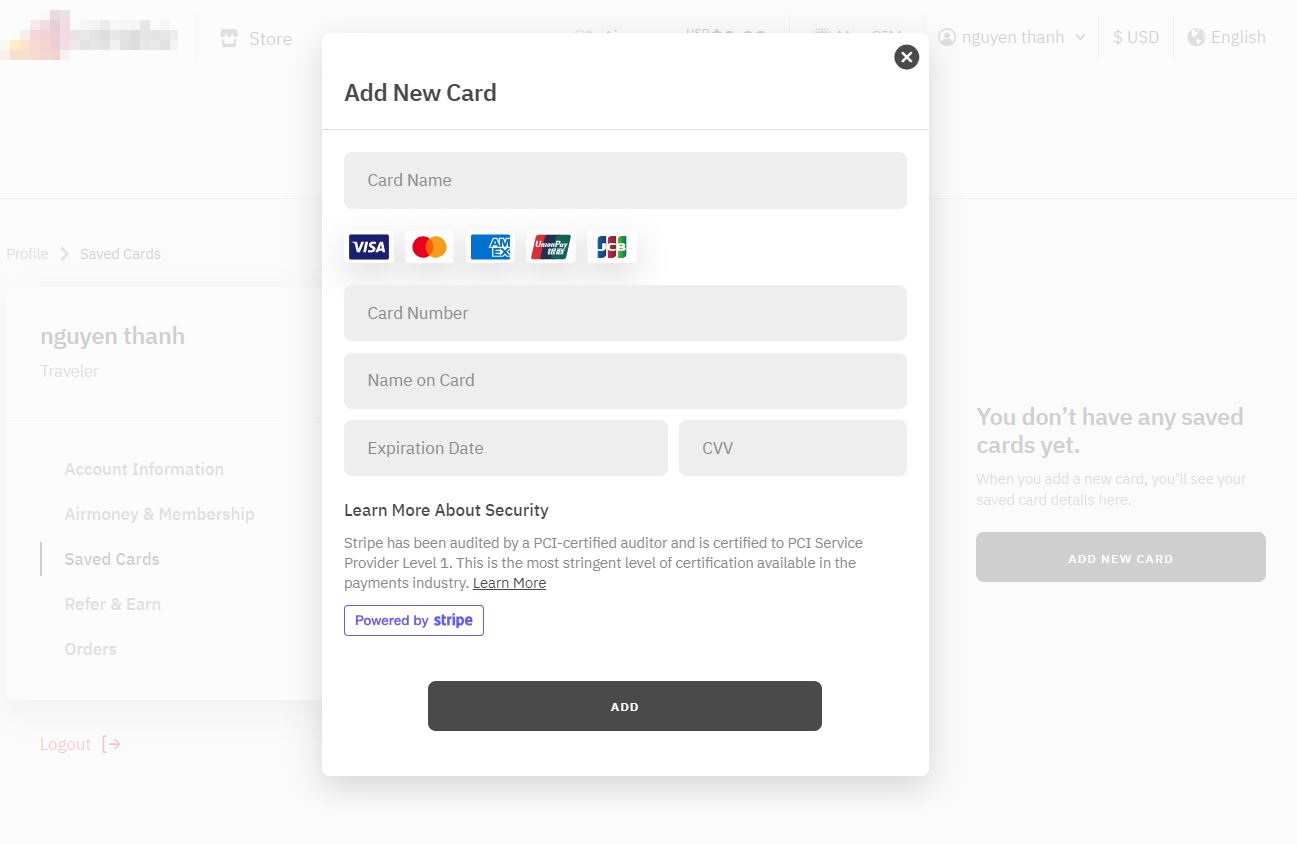 Store
nguyen thanh
$ USD
English
Add New Card
Card Name
VISA
AM
EX
UnionPay
银联
JCB
Profile
Saved Cards
Card Number
nguyen thanh
Traveler
Name on Card
Expiration Date
CVV
Account Information
Airmoney & Membership
Saved Cards
Refer & Earn
Orders
Logout
Learn More About Security
Stripe has been audited by a PCI-certified auditor and is certified to PCI Service
Provider Level 1. This is the most stringent level of certification available in the
payments industry. Learn More
Powered by stripe
ADD
You don’t have any saved
cards yet.
When you add a new card, you’ll see your
saved card details here.
ADD NEW CARD